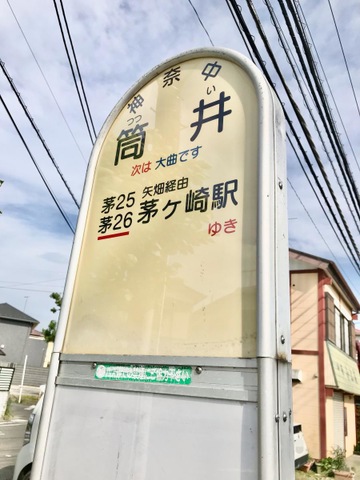 神奈中
つつ い
筒井
次は 大曲です
茅25 矢畑経由
茅26 茅ヶ崎駅
ゆき